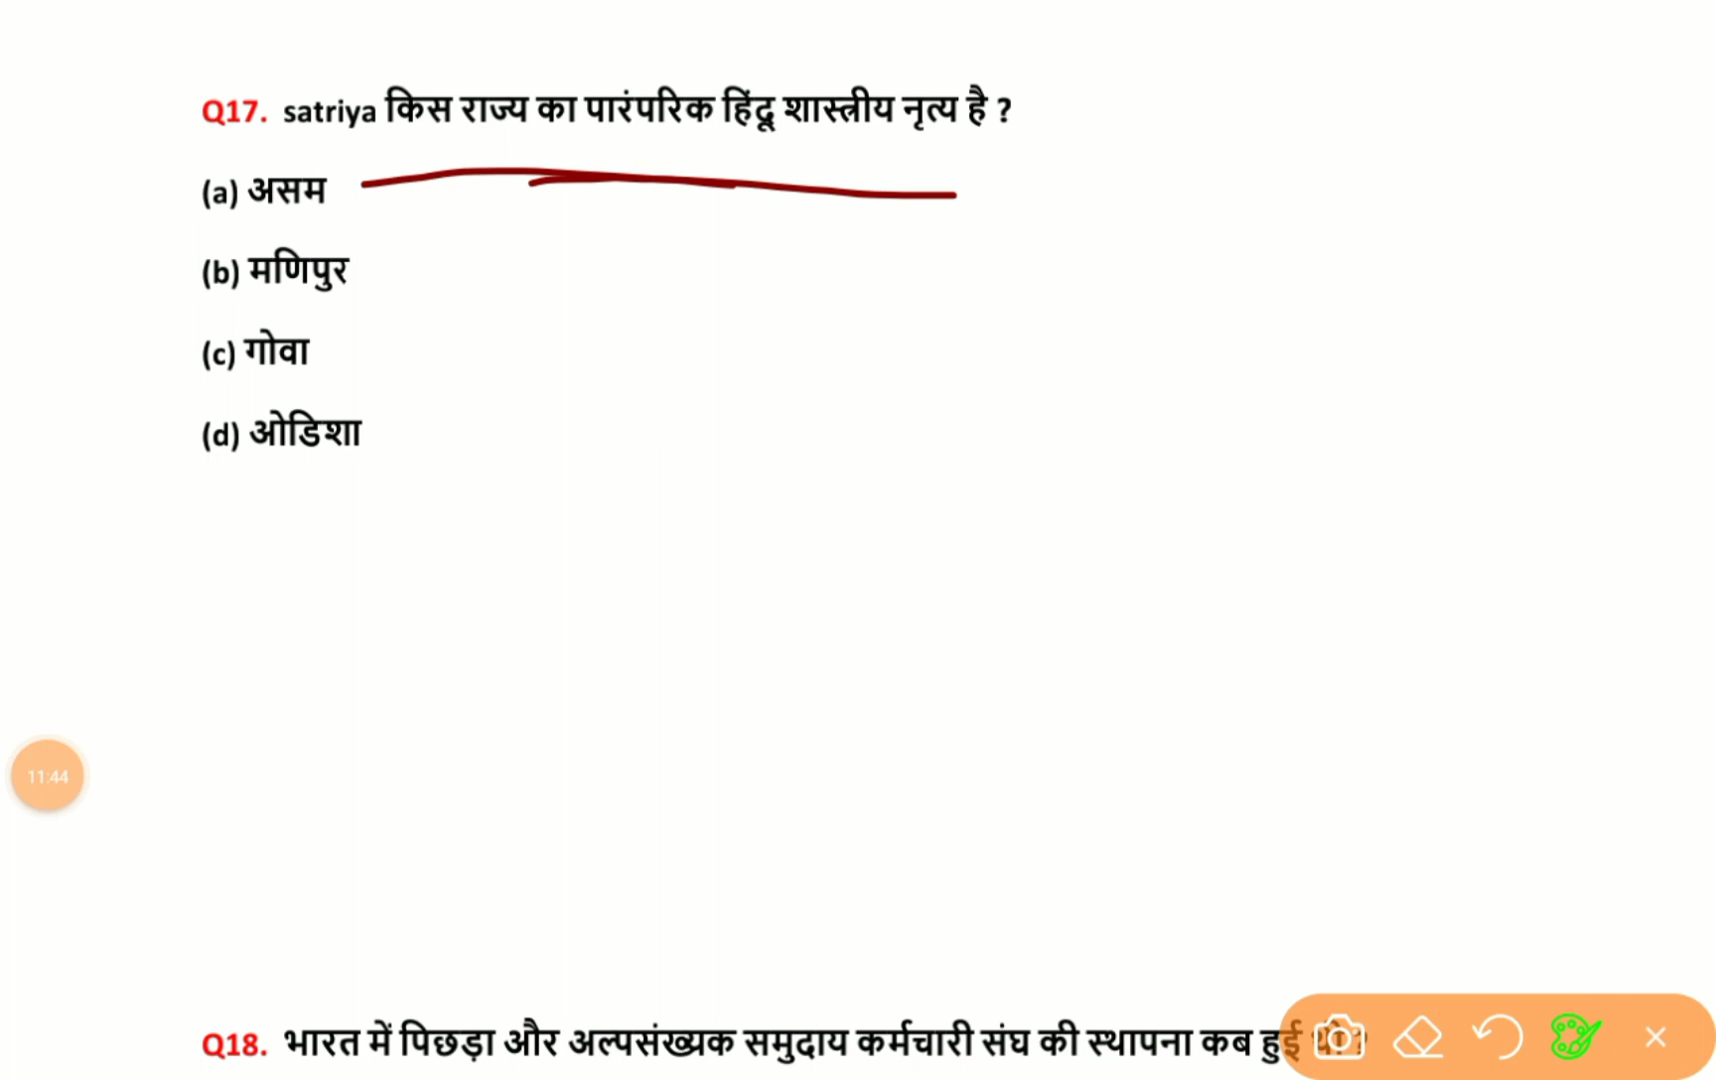 Q17. satriya किस राज्य का पारंपरिक हिंदू शास्त्रीय नृत्य है ?
(a) असम
(b) मणिपुर
(c) गोवा
(d) ओडिशा
11:44
Q18. भारत में पिछड़ा और अल्पसंख्यक समुदाय कर्मचारी संघ की स्थापना कब हुई थी ?